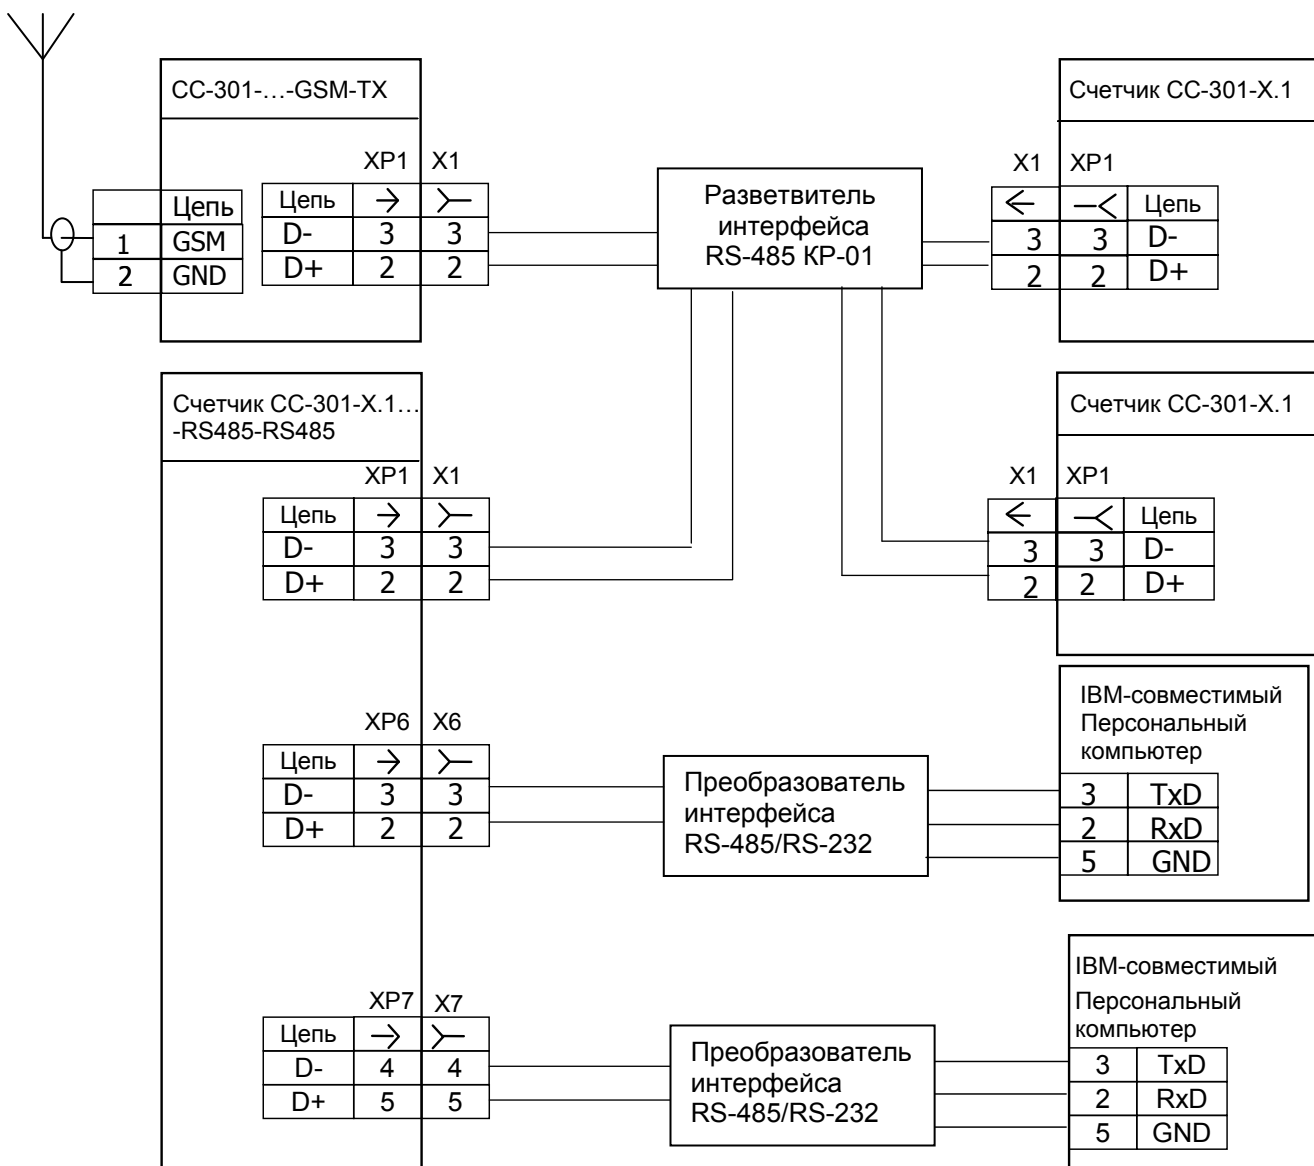 СС-301-…-GSM-TX
XP1 X1
Цепь
1 GSM
2 GND
Цепь
D- 3 3
D+ 2 2
Разветвитель
интерфейса
RS-485 КР-01
Счетчик СС-301-Х.1
X1 XP1
Цепь
3 3 D-
2 2 D+
Счетчик СС-301-Х.1…
-RS485-RS485
XP1 X1
Цепь
D- 3 3
D+ 2 2
Счетчик СС-301-Х.1
X1 XP1
Цепь
3 3 D-
2 2 D+
XP6 X6
Цепь
D- 3 3
D+ 2 2
Преобразователь
интерфейса
RS-485/RS-232
IBM-совместимый
Персональный
компьютер
3 TxD
2 RxD
5 GND
XP7 X7
Цепь
D- 4 4
D+ 5 5
Преобразователь
интерфейса
RS-485/RS-232
IBM-совместимый
Персональный
компьютер
3 TxD
2 RxD
5 GND